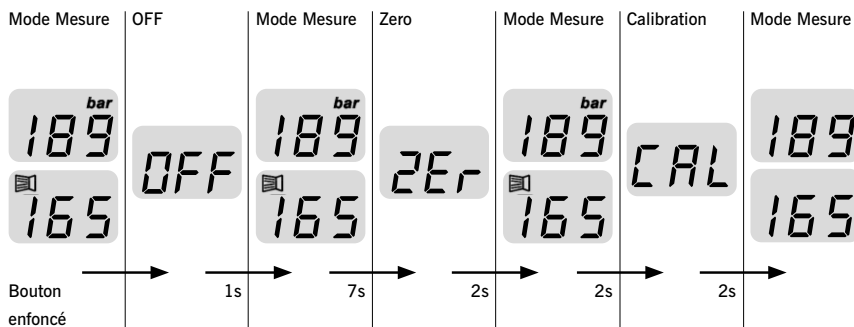 Mode Mesure
OFF
Mode Mesure
Zero
Mode Mesure
Calibration
Mode Mesure
bar
189
165
OFF
bar
189
165
ZEr
bar
189
165
CAL
189
165
Bouton
enfoncé
1s
7s
2s
2s
2s